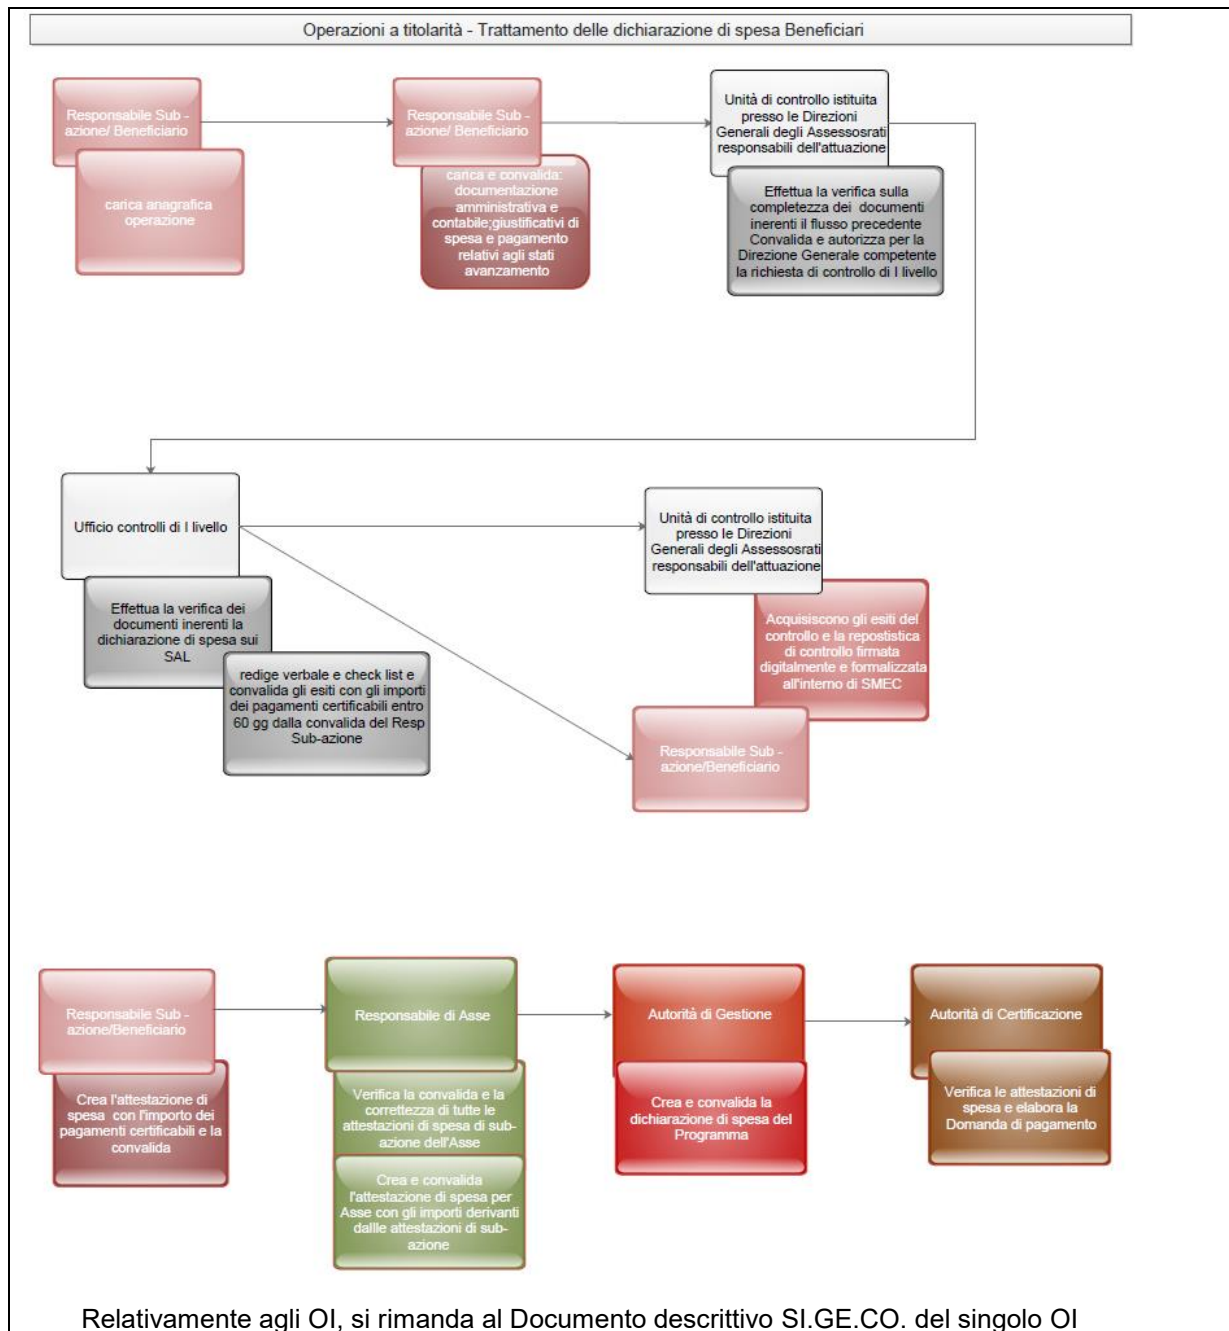 Operazioni a titolarità - Trattamento delle dichiarazione di spesa Beneficiari
Responsabile Sub -
azione/ Beneficiario
carica anagrafica
operazione
Responsabile Sub -
azione/ Beneficiario
carica e convalida:
documentazione
amministrativa e
contabile;giustificativi di
spesa e pagamento
relativi agli stati
avanzamento
Unità di controllo istituita
presso le Direzioni
Generali degli Assessosrati
responsabili dell'attuazione
Effettua la verifica sulla
completezza dei documenti
inerenti il flusso precedente
Convalida e autorizza per la
Direzione Generale competente
la richiesta di controllo di I livello
Ufficio controlli di I livello
Effettua la verifica dei
documenti inerenti la
dichiarazione di spesa sui
SAL
redige verbale e check list e
convalida gli esiti con gli importi
dei pagamenti certificabili entro
60 gg dalla convalida del Resp
Sub-azione
Unità di controllo istituita
presso le Direzioni
Generali degli Assessosrati
responsabili dell'attuazione
Acquisiscono gli esiti del
controllo e la repostistica
di controllo firmata
digitalmente e formalizzata
all'interno di SMEC
Responsabile Sub -
azione/Beneficiario
Responsabile Sub -
azione/Beneficiario
Crea l'attestazione di
spesa con l'importo dei
pagamenti certificabili e la
convalida
Responsabile di Asse
Verifica la convalida e la
correttezza di tutte le
attestazioni di spesa di sub-
azione dell'Asse
Crea e convalida
l'attestazione di spesa per
Asse con gli importi derivanti
dallle attestazioni di sub-
azione
Autorità di Gestione
Crea e convalida la
dichiarazione di spesa del
Programma
Autorità di Certificazione
Verifica le attestazioni di
spesa e elabora la
Domanda di pagamento
Relativamente agli OI, si rimanda al Documento descrittivo SI.GE.CO. del singolo OI